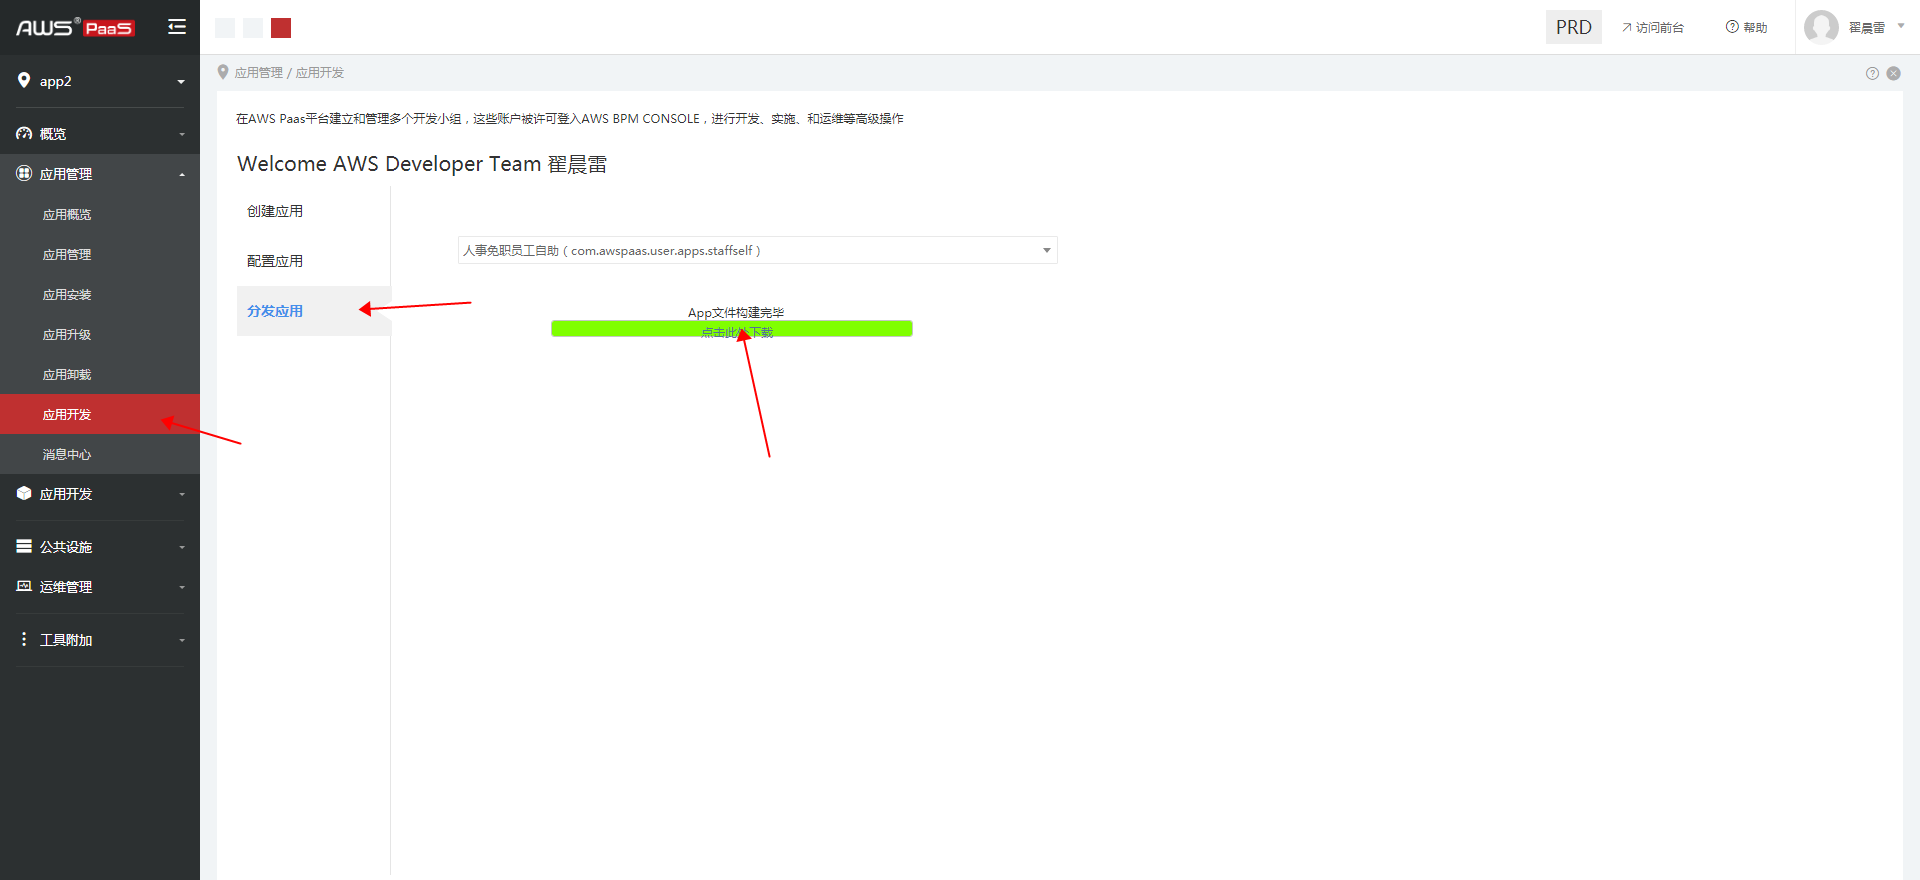 AWS® PaaS
PRD
访问前台
帮助
翟晨雷
app2
概览
应用管理
应用概览
应用管理
应用安装
应用升级
应用卸载
应用开发
消息中心
应用开发
公共设施
运维管理
工具附加
应用管理 / 应用开发
在AWS Paas平台建立和管理多个开发小组，这些账户被许可登入AWS BPM CONSOLE，进行开发、实施、和运维等高级操作
Welcome AWS Developer Team 翟晨雷
创建应用
配置应用
分发应用
人事免职员工自助（com.awspaas.user.apps.staffself）
App文件构建完毕
点击此处下载